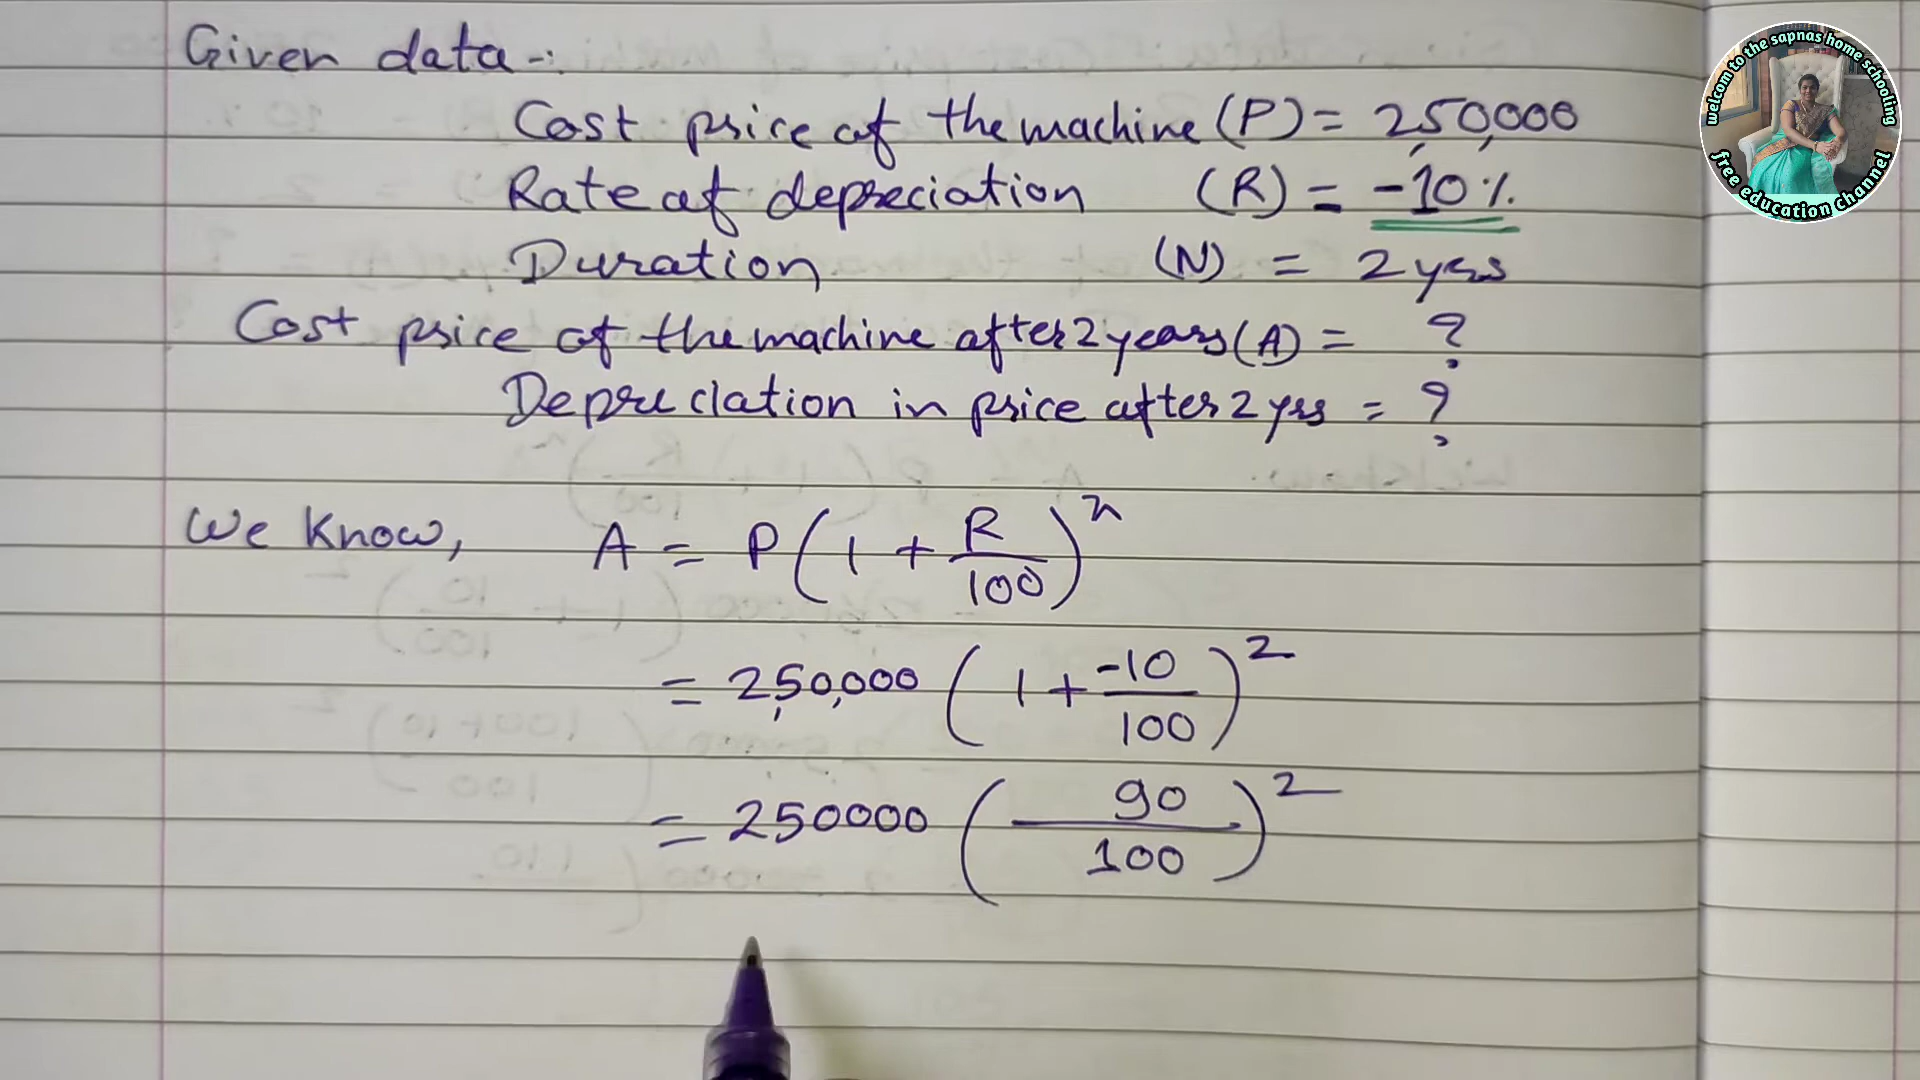 Given data -:
Cost price of the machine (P) = 2,50,000
Rate of depreciation (R) = -10%.
Duration (N) = 2 yrs
Cost price of the machine after 2 years (A) = ?
Depreciation in price after 2 yrs = ?
We know, A = P(1 + R/100)^n
= 2,50,000 (1 + -10/100)^2
= 250000 (90/100)^2
welcom to the sapnas home schooling
free education channel